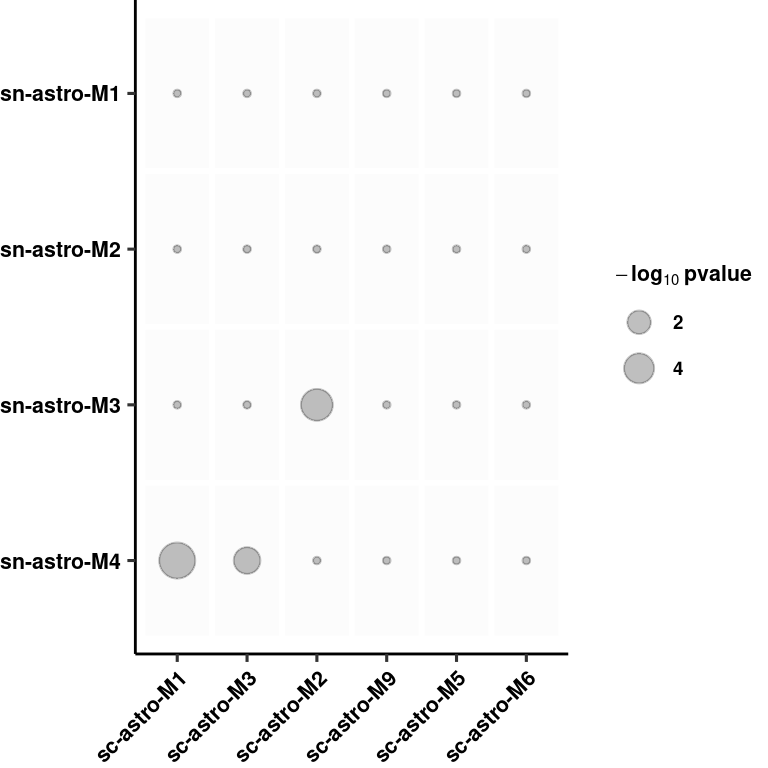 sn-astro-M1
sn-astro-M2
sn-astro-M3
sn-astro-M4
sc-astro-M1
sc-astro-M3
sc-astro-M2
sc-astro-M9
sc-astro-M5
sc-astro-M6
−log₁₀ pvalue
2
4